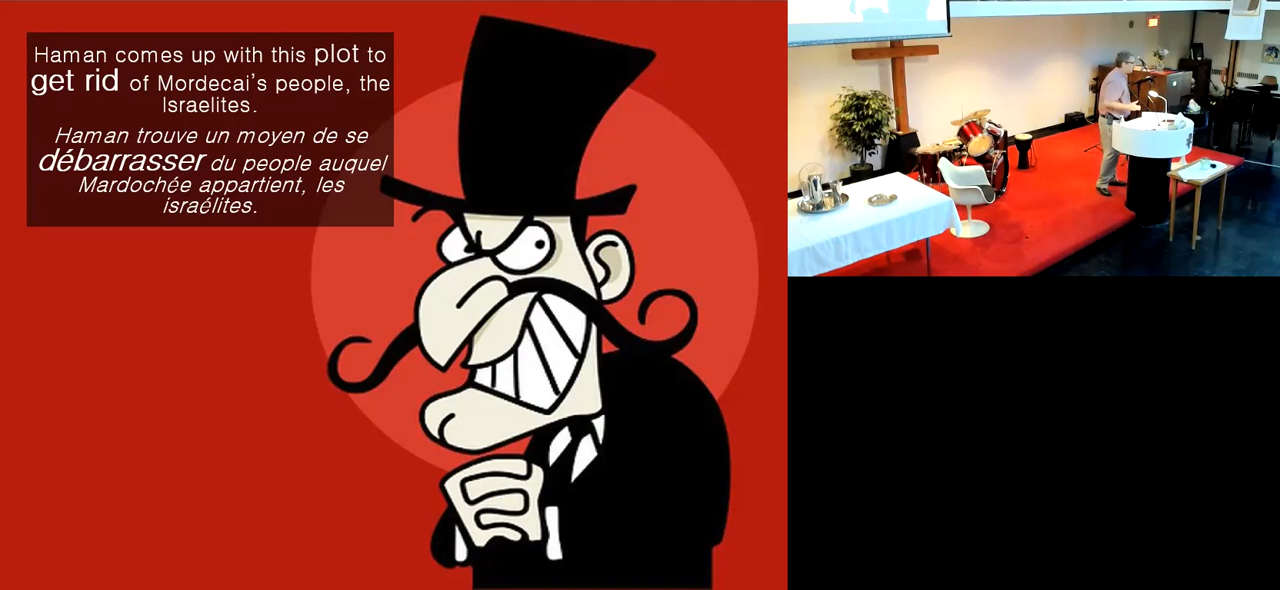 Haman comes up with this plot to
get rid of Mordecai's people, the
Israelites.
Haman trouve un moyen de se
débarrasser du people auquel
Mardochée appartient, les
israélites.